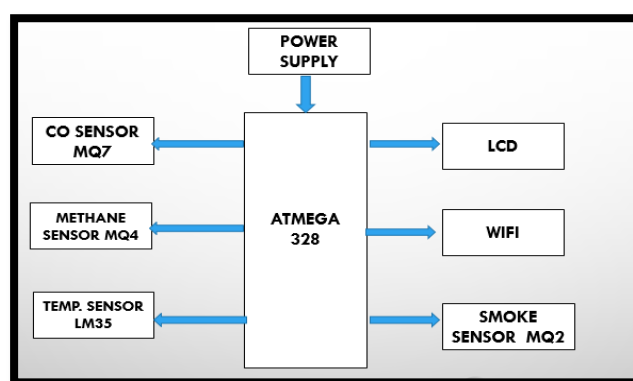 POWER
SUPPLY
CO SENSOR
MQ7
LCD
METHANE
SENSOR MQ4
ATMEGA
328
WIFI
TEMP. SENSOR
LM35
SMOKE
SENSOR MQ2